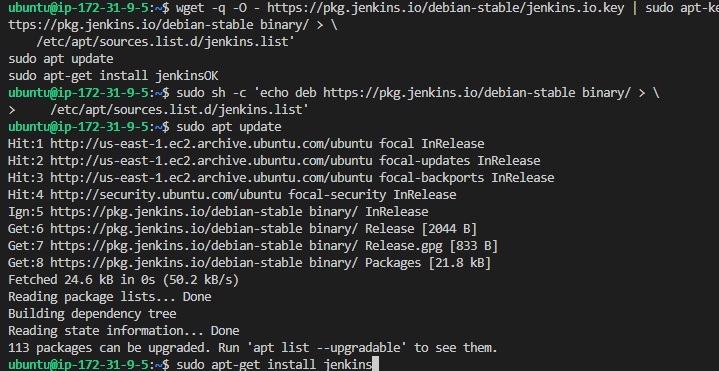 ubuntu@ip-172-31-9-5:~$ wget -q -O - https://pkg.jenkins.io/debian-stable/jenkins.io.key | sudo apt-ke
ttps://pkg.jenkins.io/debian-stable binary/ > \
    /etc/apt/sources.list.d/jenkins.list'
sudo apt update
sudo apt-get install jenkinsOK
ubuntu@ip-172-31-9-5:~$ sudo sh -c 'echo deb https://pkg.jenkins.io/debian-stable binary/ > \
>     /etc/apt/sources.list.d/jenkins.list'
ubuntu@ip-172-31-9-5:~$ sudo apt update
Hit:1 http://us-east-1.ec2.archive.ubuntu.com/ubuntu focal InRelease
Hit:2 http://us-east-1.ec2.archive.ubuntu.com/ubuntu focal-updates InRelease
Hit:3 http://us-east-1.ec2.archive.ubuntu.com/ubuntu focal-backports InRelease
Hit:4 http://security.ubuntu.com/ubuntu focal-security InRelease
Ign:5 https://pkg.jenkins.io/debian-stable binary/ InRelease
Get:6 https://pkg.jenkins.io/debian-stable binary/ Release [2044 B]
Get:7 https://pkg.jenkins.io/debian-stable binary/ Release.gpg [833 B]
Get:8 https://pkg.jenkins.io/debian-stable binary/ Packages [21.8 kB]
Fetched 24.6 kB in 0s (50.2 kB/s)
Reading package lists... Done
Building dependency tree
Reading state information... Done
113 packages can be upgraded. Run 'apt list --upgradable' to see them.
ubuntu@ip-172-31-9-5:~$ sudo apt-get install jenkins